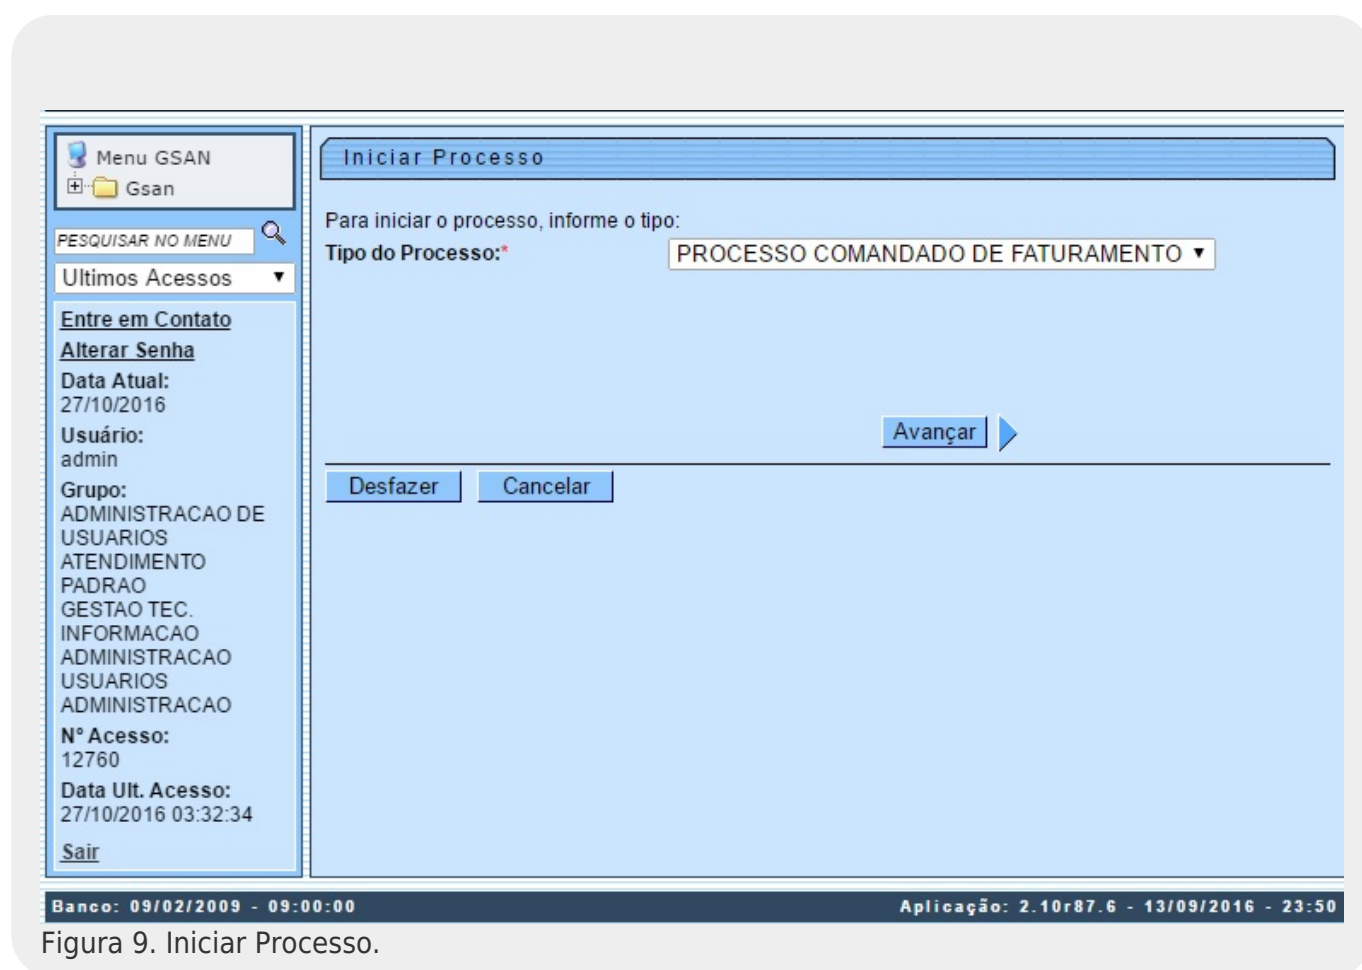 Menu GSAN
Gsan
PESQUISAR NO MENU
Ultimos Acessos
Entre em Contato
Alterar Senha
Data Atual:
27/10/2016
Usuário:
admin
Grupo:
ADMINISTRACAO DE
USUARIOS
ATENDIMENTO
PADRAO
GESTAO TEC.
INFORMACAO
ADMINISTRACAO
USUARIOS
ADMINISTRACAO
Nº Acesso:
12760
Data Ult. Acesso:
27/10/2016 03:32:34
Sair
Iniciar Processo
Para iniciar o processo, informe o tipo:
Tipo do Processo:* PROCESSO COMANDADO DE FATURAMENTO
Avançar
Desfazer Cancelar
Banco: 09/02/2009 - 09:00:00 Aplicação: 2.10r87.6 - 13/09/2016 - 23:50
Figura 9. Iniciar Processo.